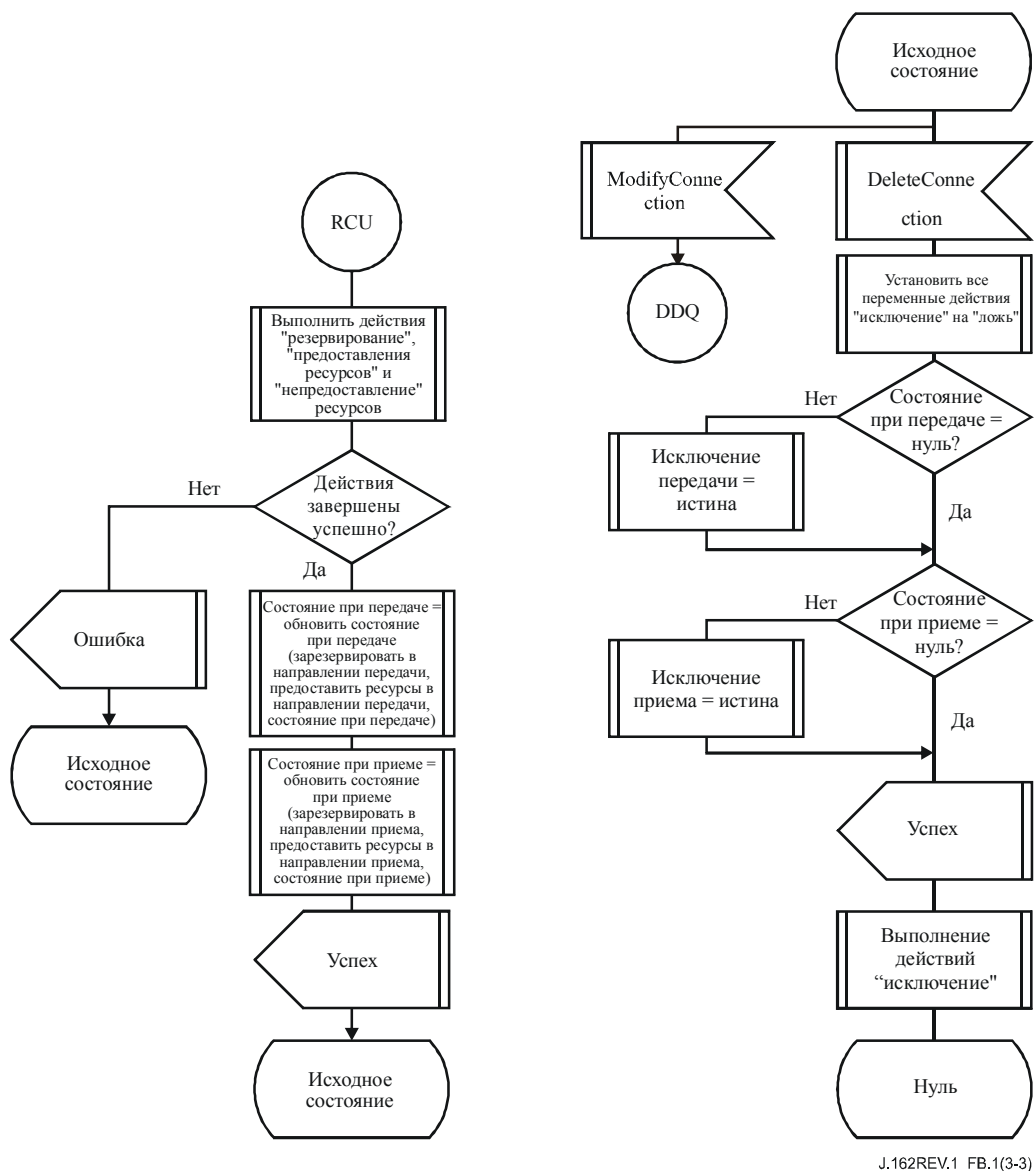 RCU
Выполнить действия
"резервирование",
"предоставления
ресурсов" и
"непредоставление"
ресурсов
Нет
Действия
завершены
успешно?
Да
Ошибка
Исходное
состояние
Состояние при передаче =
обновить состояние
при передаче
(зарезервировать в
направлении передачи,
предоставить ресурсы в
направлении передачи,
состояние при передаче)
Состояние при приеме =
обновить состояние
при приеме
(зарезервировать в
направлении приема,
предоставить ресурсы в
направлении приема,
состояние при приеме)
Успех
Исходное
состояние
Исходное
состояние
ModifyConne
ction
DDQ
DeleteConne
ction
Установить все
переменные действия
"исключение" на "ложь"
Нет
Состояние
при передаче =
нуль?
Исключение
передачи =
истина
Да
Нет
Состояние
при приеме =
нуль?
Исключение
приема = истина
Да
Успех
Выполнение
действий
“исключение"
Нуль
J.162REV.1_FB.1(3-3)